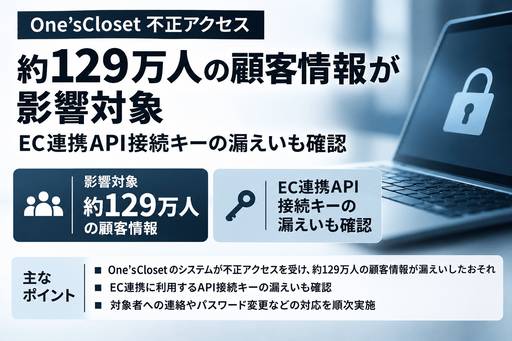 One'sCloset 不正アクセス
約129万人の顧客情報が
影響対象
EC連携API接続キーの漏えいも確認
影響対象
約129万人
の顧客情報
EC連携API
接続キーの
漏えいも確認
主な
ポイント
■ One'sClosetのシステムが不正アクセスを受け、約129万人の顧客情報が漏えいしたおそれ
■ EC連携に利用するAPI接続キーの漏えいも確認
■ 対象者への連絡やパスワード変更などの対応を順次実施